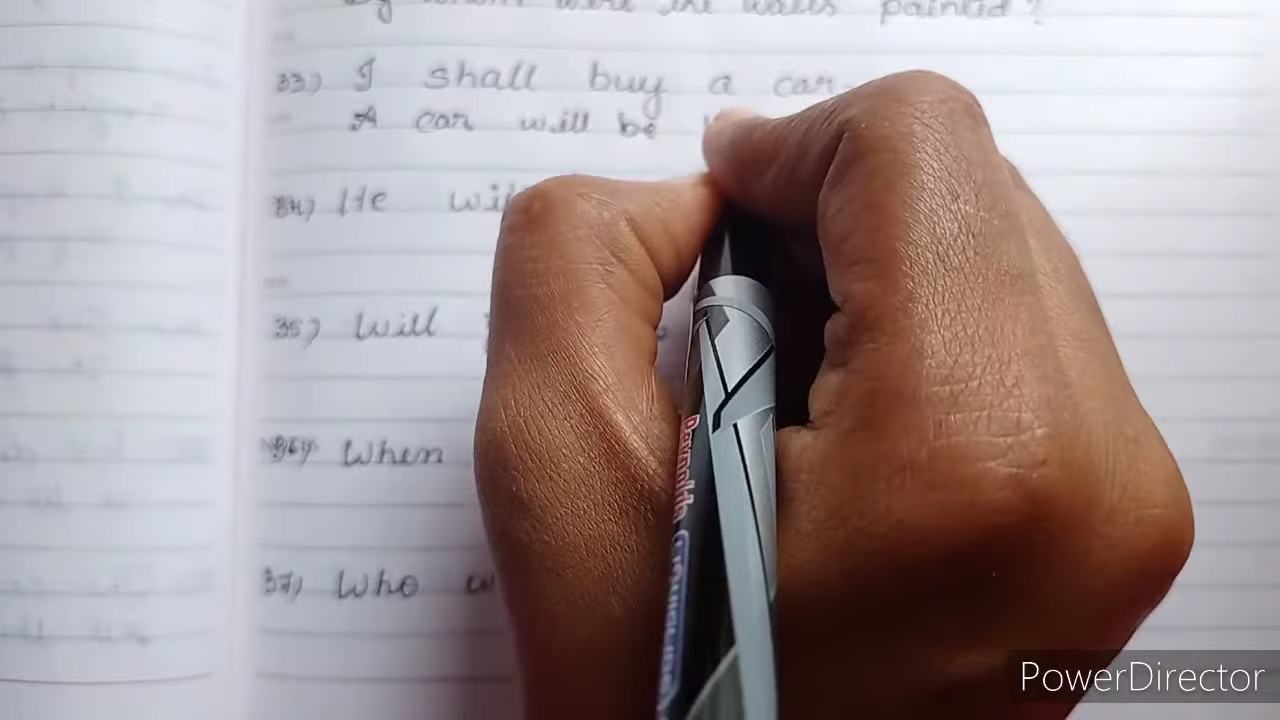 By whom were the walls painted?
33) I shall buy a car.
A car will be
34) He
35) Will
36) When
37) Who
Reynolds
PowerDirector